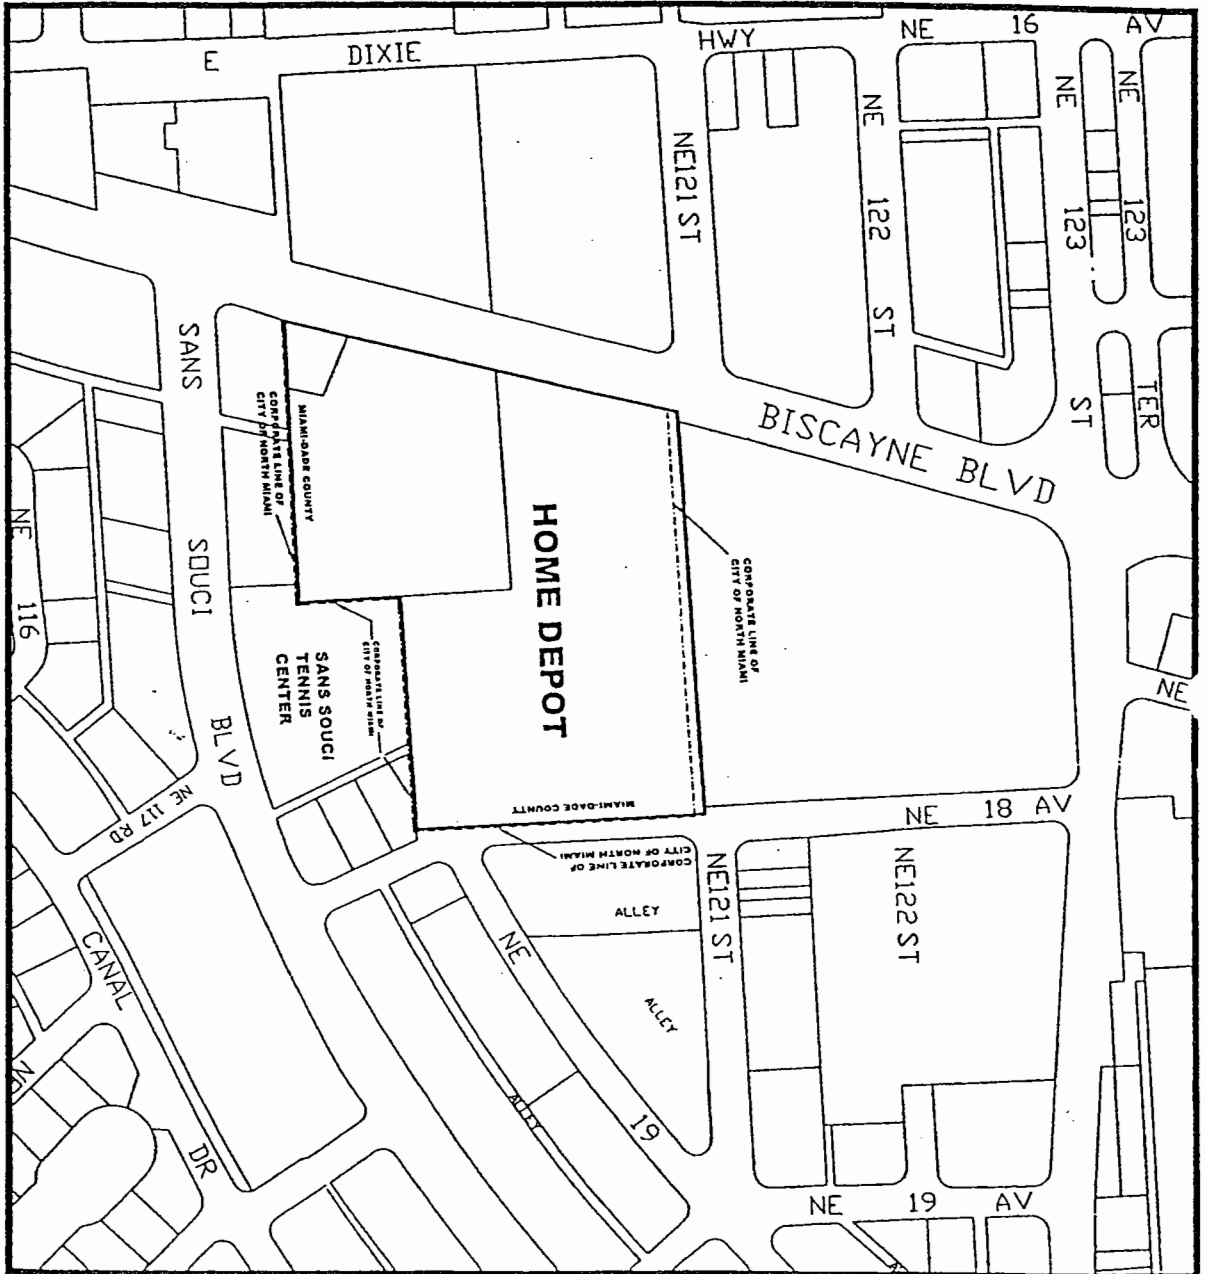 NE 16 AV
HWY
E DIXIE
NE 123
NE 123
TER
ST
NE 122 ST
NE121 ST
BISCAYNE BLVD
SANS SOUCI BLVD
MIAMI-DADE COUNTY
CORPORATE LINE OF
CITY OF NORTH MIAMI
HOME DEPOT
CORPORATE LINE OF
CITY OF NORTH MIAMI
NE 116
CORPORATE LINE OF
CITY OF NORTH MIAMI
SANS SOUCI
TENNIS
CENTER
NE
NE 117 RD
MIAMI-DADE COUNTY
NE 18 AV
CORPORATE LINE OF
CITY OF NORTH MIAMI
NE121 ST
NE122 ST
ALLEY
ALLEY
ALLEY
NE 19
CANAL DR
NE 19 AV